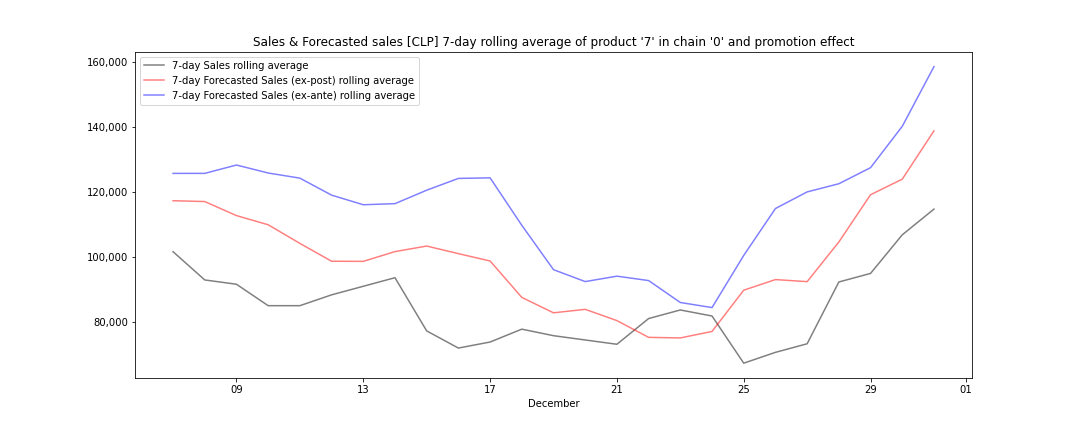 Sales & Forecasted sales [CLP] 7-day rolling average of product '7' in chain '0' and promotion effect
7-day Sales rolling average
7-day Forecasted Sales (ex-post) rolling average
7-day Forecasted Sales (ex-ante) rolling average
160,000
140,000
120,000
100,000
80,000
09 13 17 21 25 29 01
December